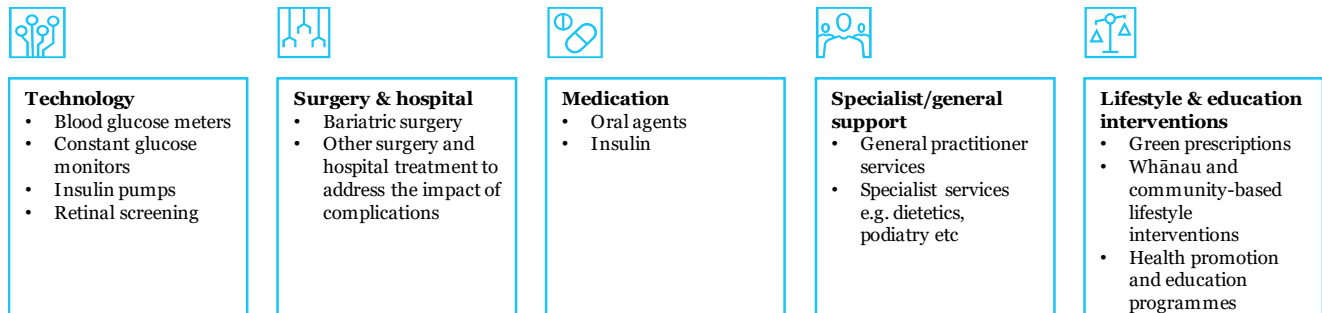 Technology
• Blood glucose meters
• Constant glucose
monitors
• Insulin pumps
• Retinal screening
Surgery & hospital
• Bariatric surgery
• Other surgery and
hospital treatment to
address the impact of
complications
Medication
• Oral agents
• Insulin
Specialist/general
support
• General practitioner
services
• Specialist services
e.g. dietetics,
podiatry etc
Lifestyle & education
interventions
• Green prescriptions
• Whānau and
community-based
lifestyle
interventions
• Health promotion
and education
programmes